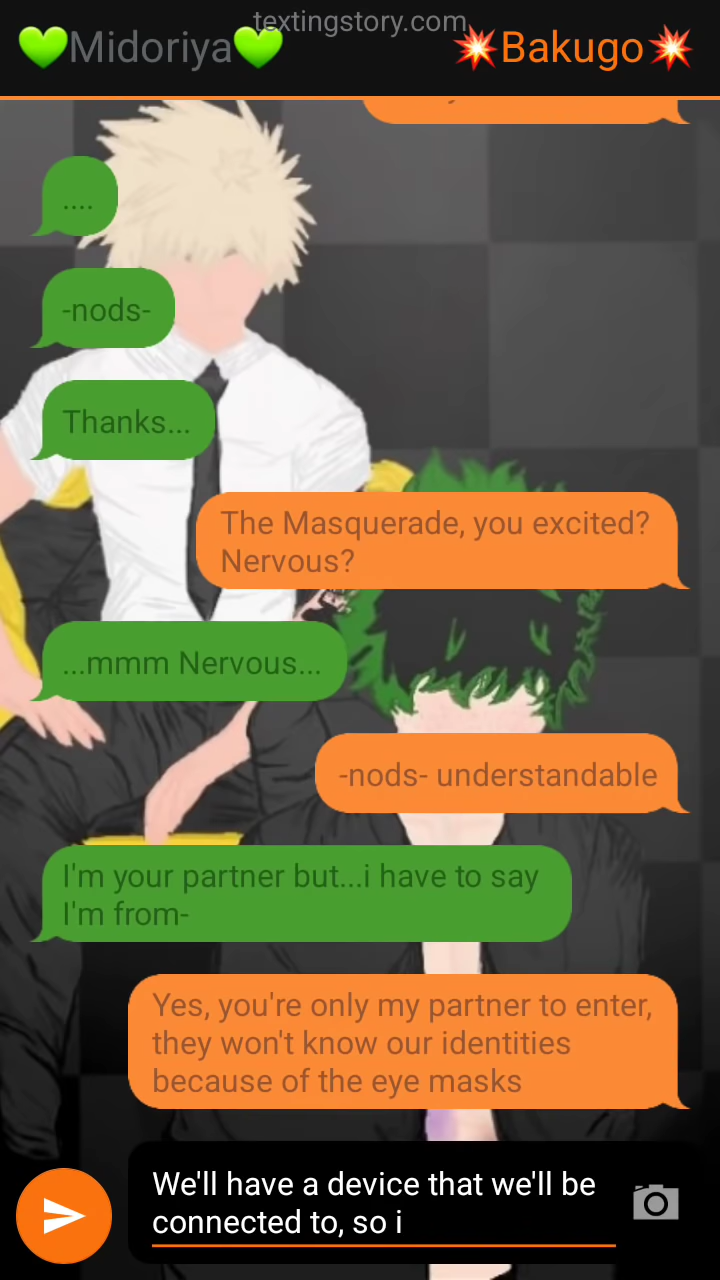 textingstory.com
💚Midoriya💚
💥Bakugo💥
....
-nods-
Thanks...
The Masquerade, you excited?
Nervous?
...mmm Nervous...
-nods- understandable
I'm your partner but...i have to say
I'm from-
Yes, you're only my partner to enter,
they won't know our identities
because of the eye masks
We'll have a device that we'll be
connected to, so i